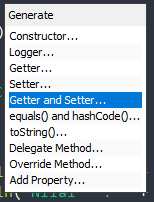 Generate
Constructor...
Logger...
Getter...
Setter...
Getter and Setter...
equals() and hashCode()...
toString()...
Delegate Method...
Override Method...
Add Property...